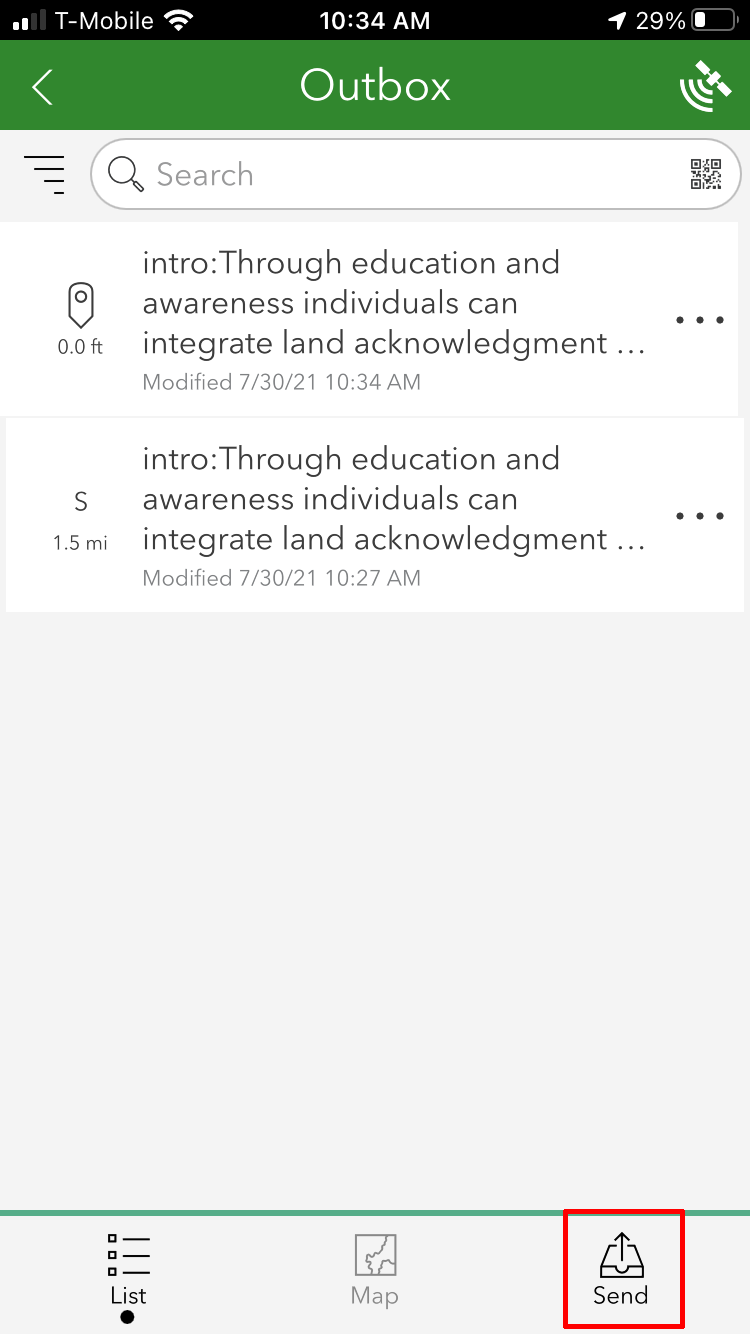 T-Mobile 10:34 AM 29%
Outbox
Search
intro:Through education and
awareness individuals can
integrate land acknowledgment ...
0.0 ft
Modified 7/30/21 10:34 AM
intro:Through education and
awareness individuals can
integrate land acknowledgment ...
S
1.5 mi
Modified 7/30/21 10:27 AM
List Map Send